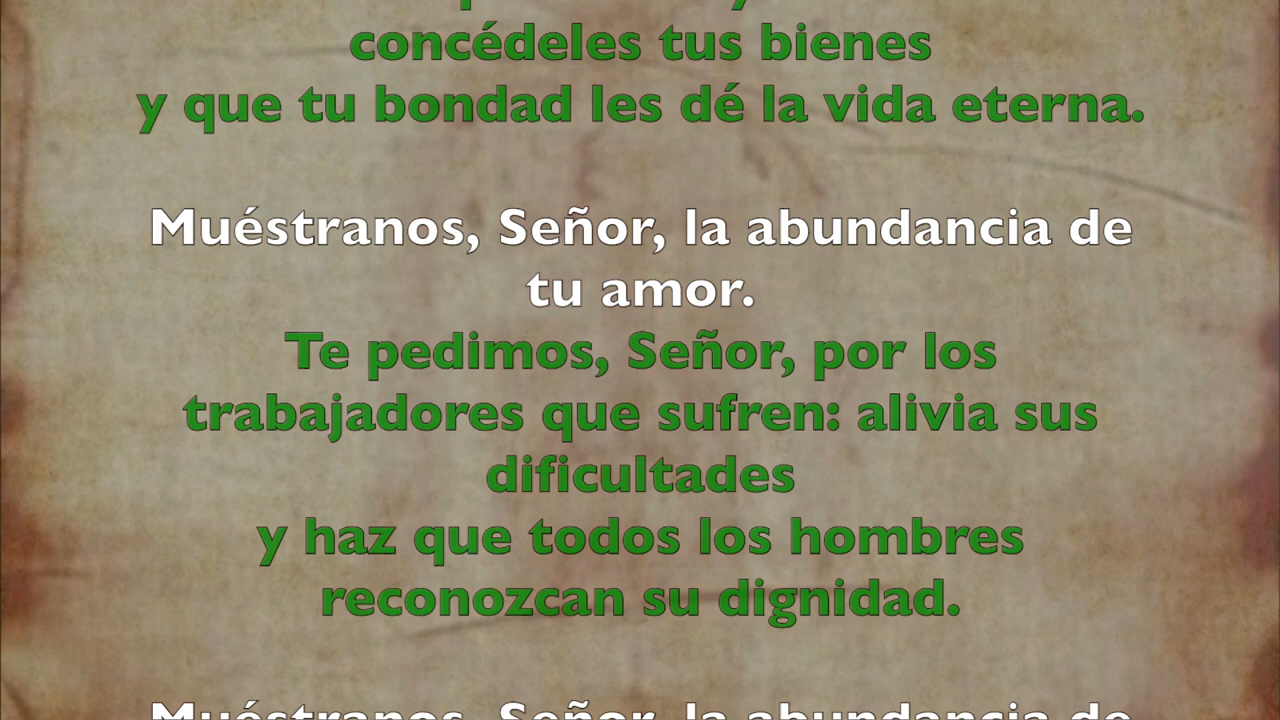 concédeles tus bienes
y que tu bondad les dé la vida eterna.
Muéstranos, Señor, la abundancia de
tu amor.
Te pedimos, Señor, por los
trabajadores que sufren: alivia sus
dificultades
y haz que todos los hombres
reconozcan su dignidad.
Muéstranos, Señor, la abundancia de